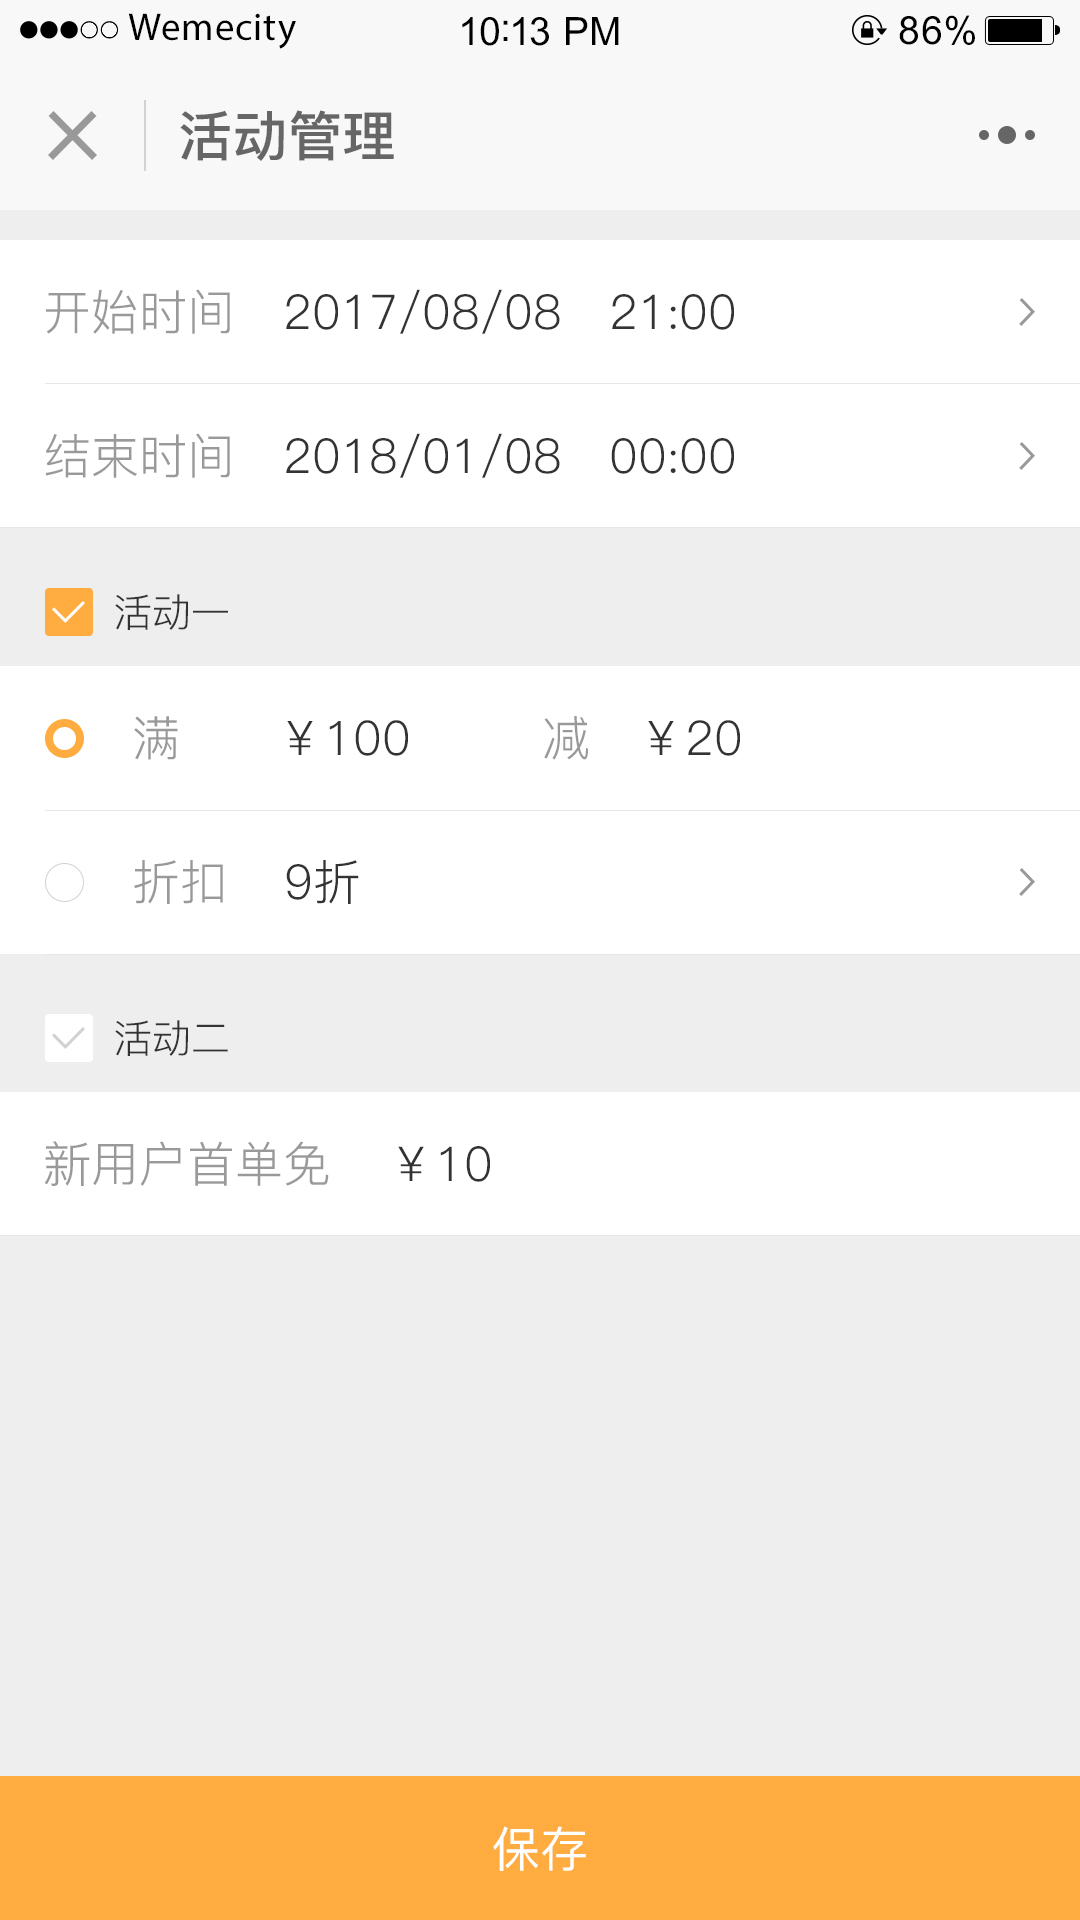 Wemecity 10:13 PM 86%
活动管理
开始时间 2017/08/08 21:00
结束时间 2018/01/08 00:00
活动一
满 ¥100 减 ¥20
折扣 9折
活动二
新用户首单免 ¥10
保存